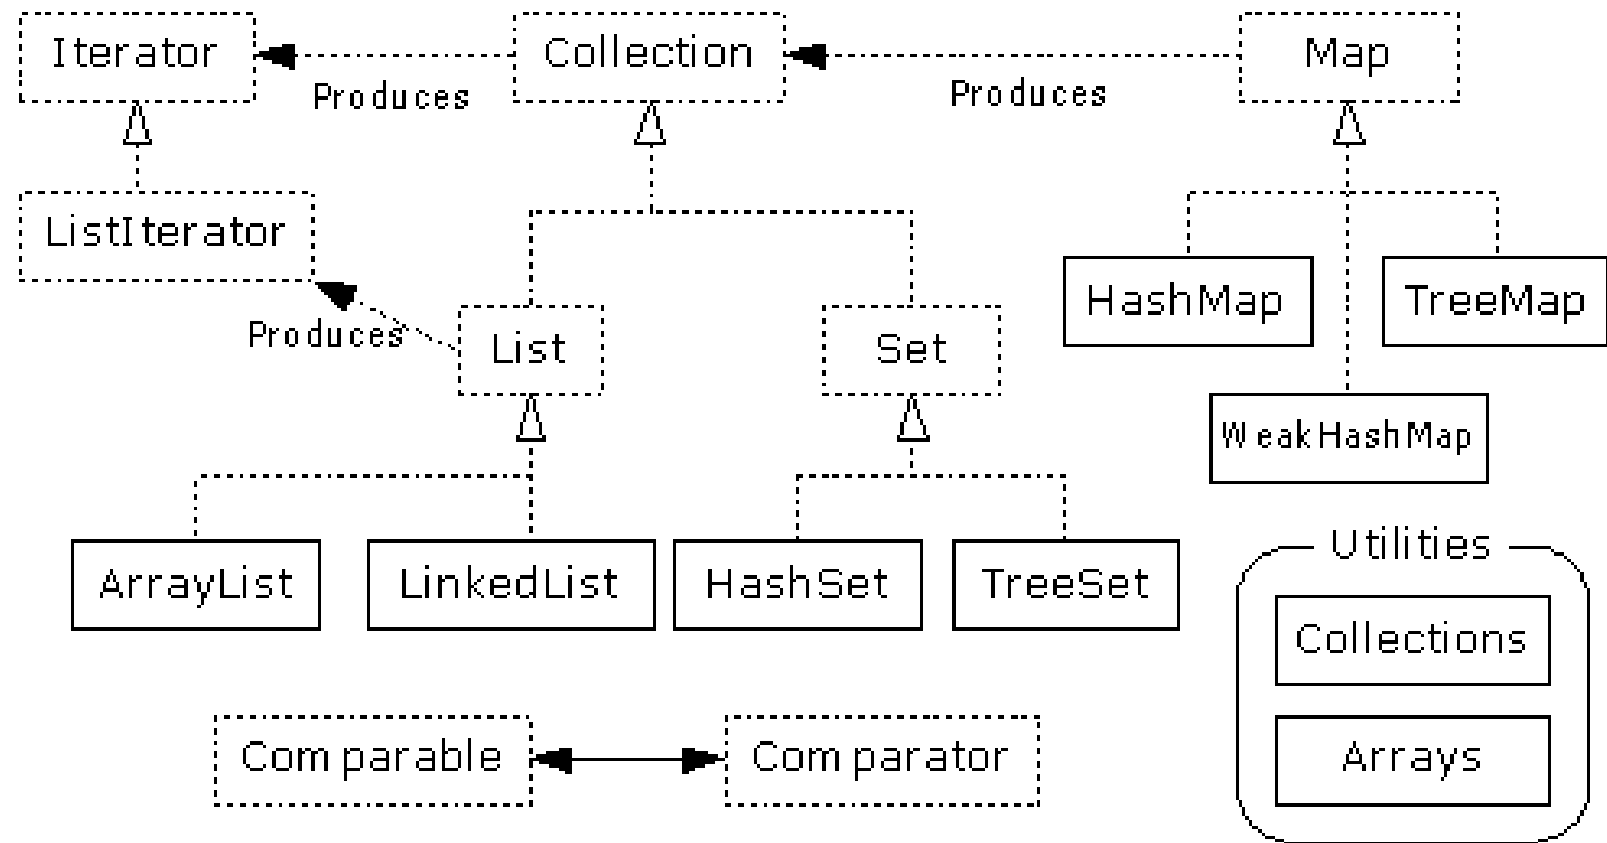 Iterator
Collection
Map
Produces
Produces
ListIterator
Produces
List
Set
HashMap
TreeMap
WeakHashMap
ArrayList
LinkedList
HashSet
TreeSet
Utilities
Collections
Arrays
Comparable
Comparator